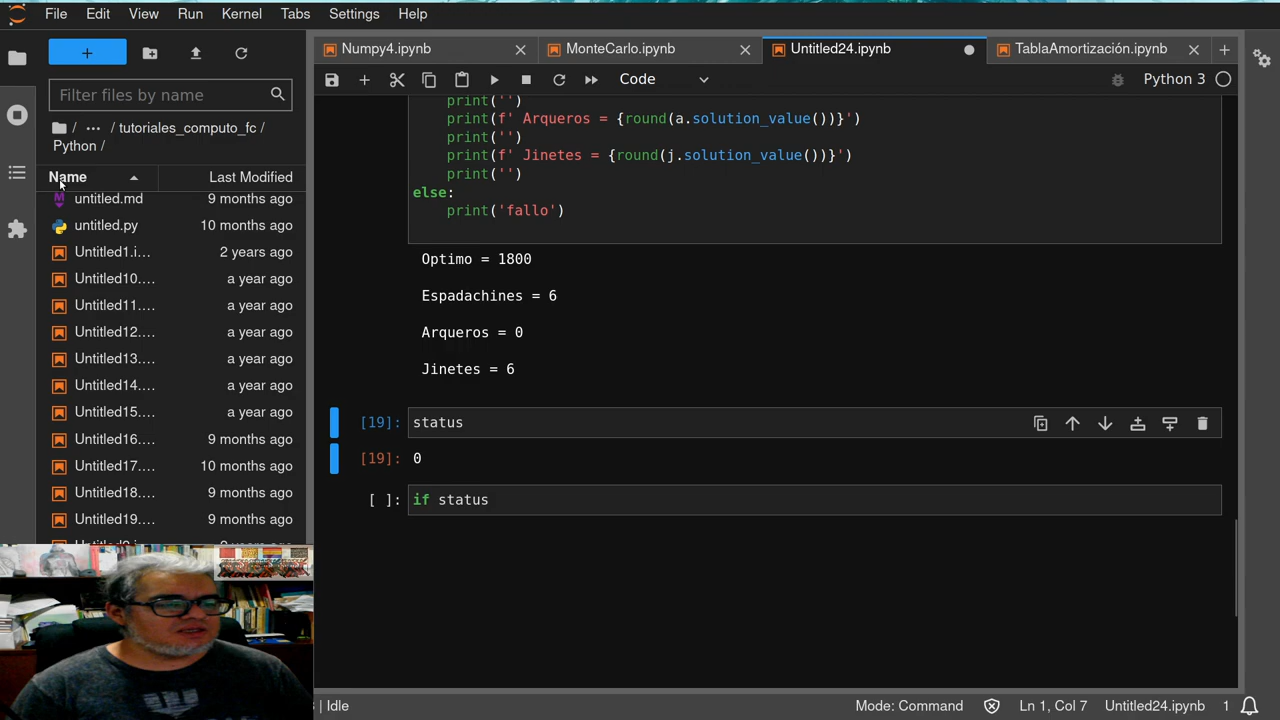 File Edit View Run Kernel Tabs Settings Help
+
Filter files by name
/ ··· / tutoriales_computo_fc /
Python /
Name Last Modified
untitled.md 9 months ago
untitled.py 10 months ago
Untitled1.i… 2 years ago
Untitled10.… a year ago
Untitled11.… a year ago
Untitled12.… a year ago
Untitled13.… a year ago
Untitled14.… a year ago
Untitled15.… a year ago
Untitled16.… 9 months ago
Untitled17.… 10 months ago
Untitled18.… 9 months ago
Untitled19.… 9 months ago
Numpy4.ipynb MonteCarlo.ipynb Untitled24.ipynb TablaAmortización.ipynb
Code Python 3
print('')
print(f' Arqueros = {round(a.solution_value())}')
print('')
print(f' Jinetes = {round(j.solution_value())}')
print('')
else:
print('fallo')
Optimo = 1800
Espadachines = 6
Arqueros = 0
Jinetes = 6
[19]: status
[19]: 0
[ ]: if status
| Idle Mode: Command Ln 1, Col 7 Untitled24.ipynb 1